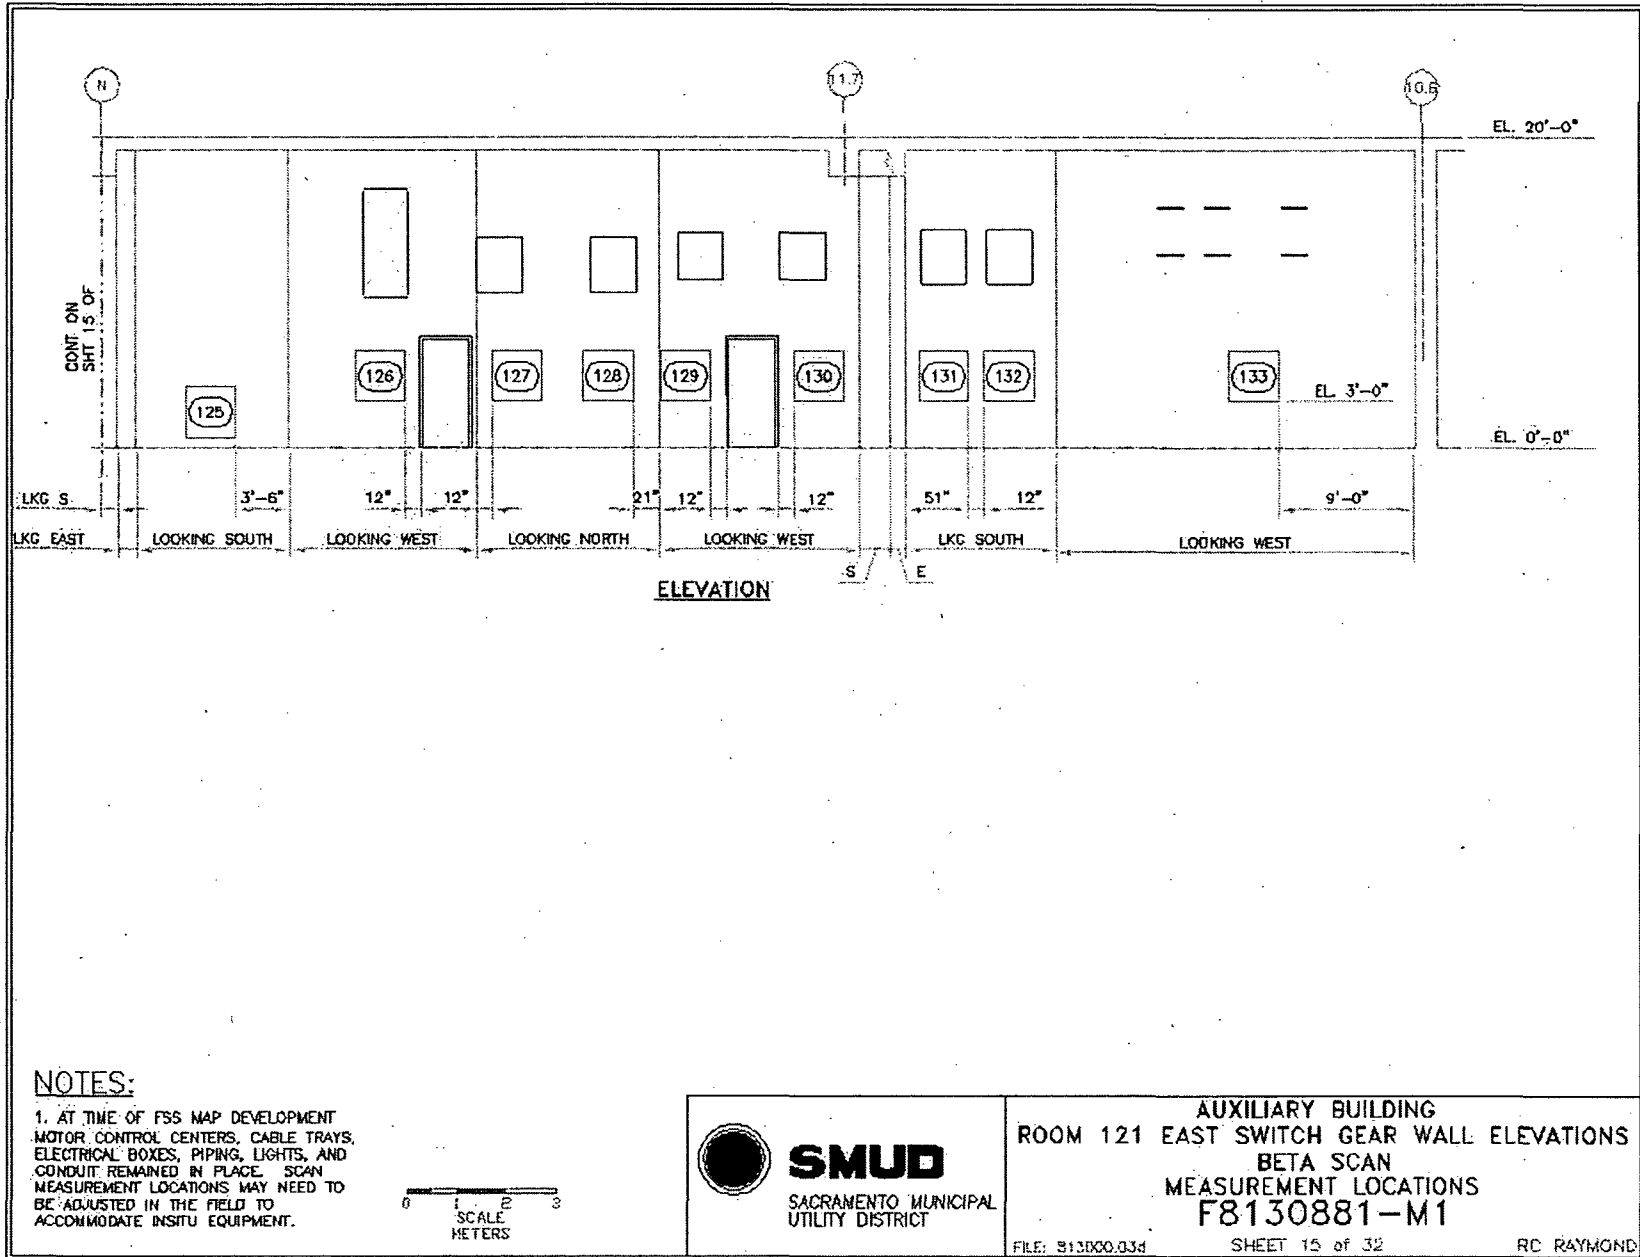 N
11.7
10.6
EL. 20'-0"
CONT ON
SHT 15 OF
125
126
127
128
129
130
131
132
133
EL. 3'-0"
EL. 0'-0"
LKG S
3'-6"
12"
12"
21"
12"
12"
51"
12"
9'-0"
LKG EAST
LOOKING SOUTH
LOOKING WEST
LOOKING NORTH
LOOKING WEST
LKG SOUTH
LOOKING WEST
S
E
ELEVATION
NOTES:
1. AT TIME OF FSS MAP DEVELOPMENT
MOTOR CONTROL CENTERS, CABLE TRAYS,
ELECTRICAL BOXES, PIPING, LIGHTS, AND
CONDUIT REMAINED IN PLACE. SCAN
MEASUREMENT LOCATIONS MAY NEED TO
BE ADJUSTED IN THE FIELD TO
ACCOMMODATE INSITU EQUIPMENT.
0 1 2 3
SCALE
METERS
SMUD
SACRAMENTO MUNICIPAL
UTILITY DISTRICT
AUXILIARY BUILDING
ROOM 121 EAST SWITCH GEAR WALL ELEVATIONS
BETA SCAN
MEASUREMENT LOCATIONS
F8130881-M1
FILE: 813D00.03d
SHEET 15 of 32
RC RAYMOND